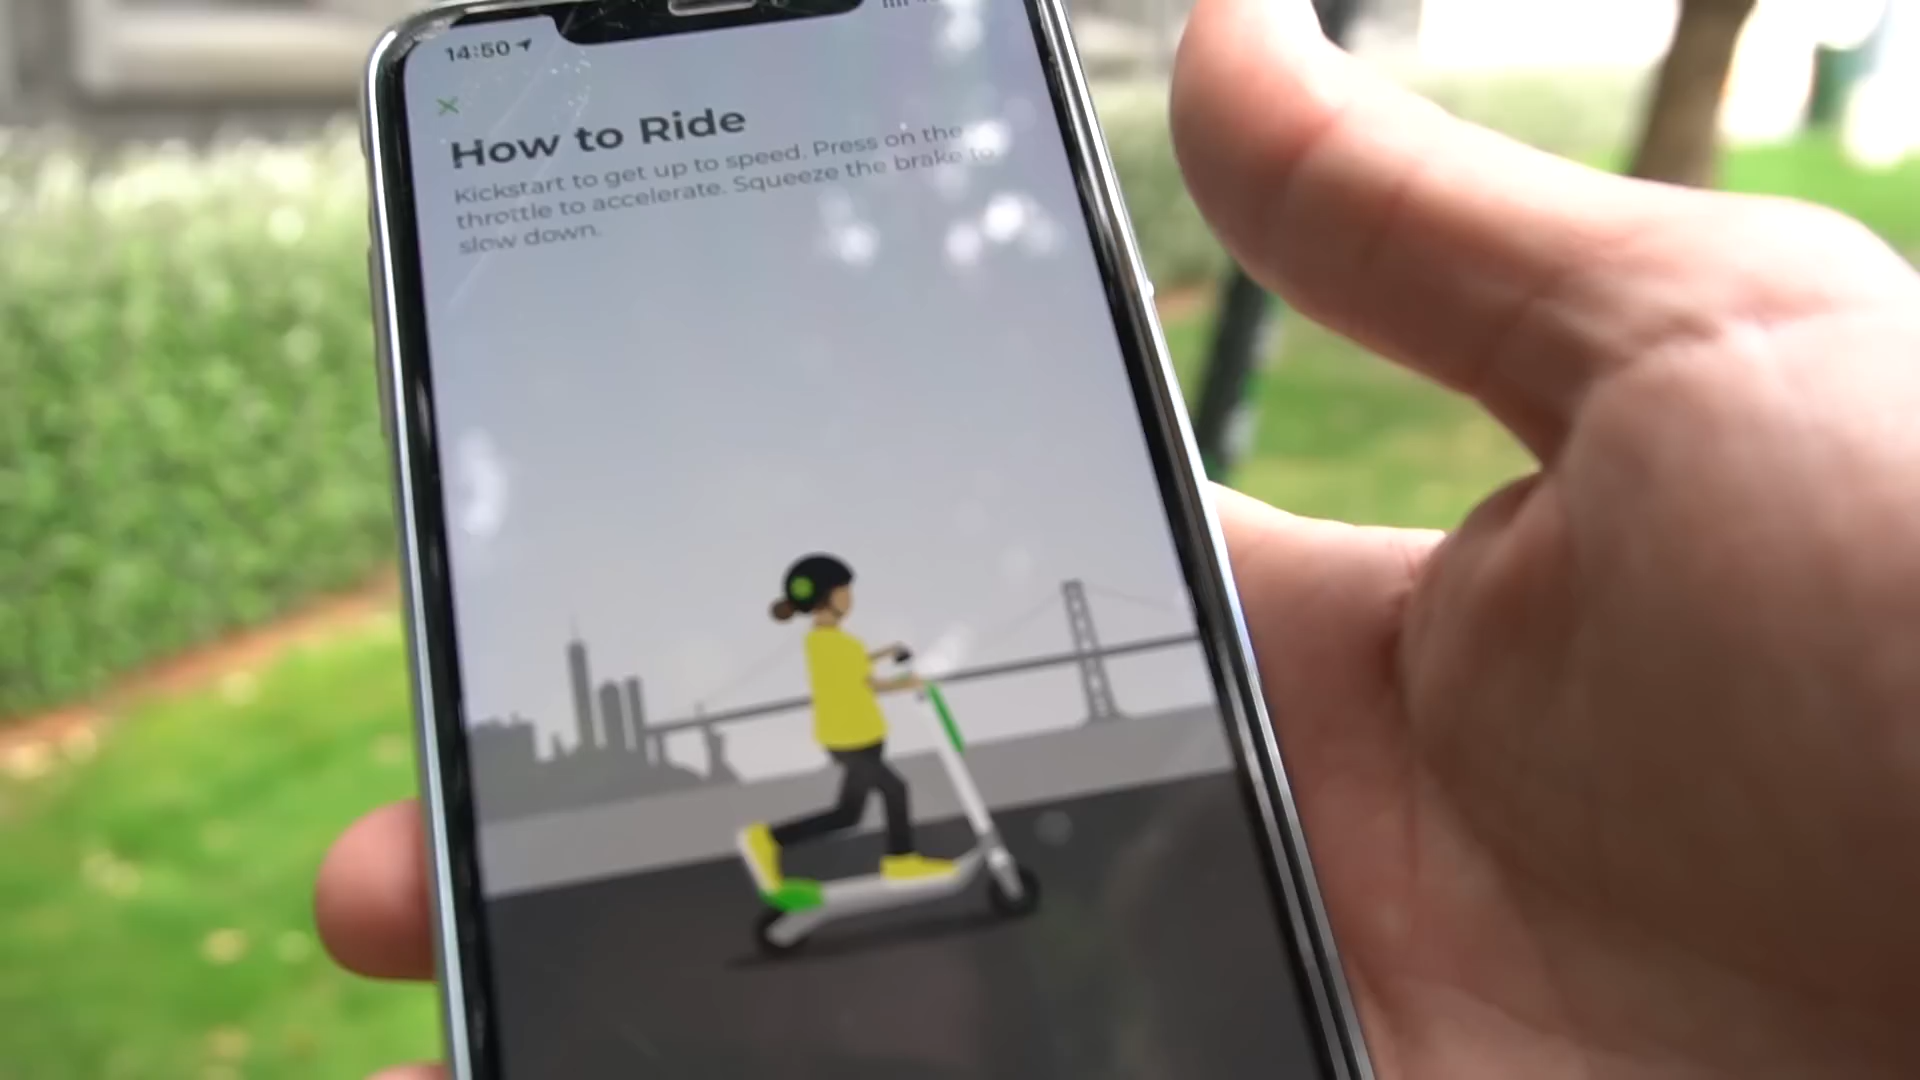 14:50
How to Ride
Kickstart to get up to speed. Press on the
throttle to accelerate. Squeeze the brake to
slow down.